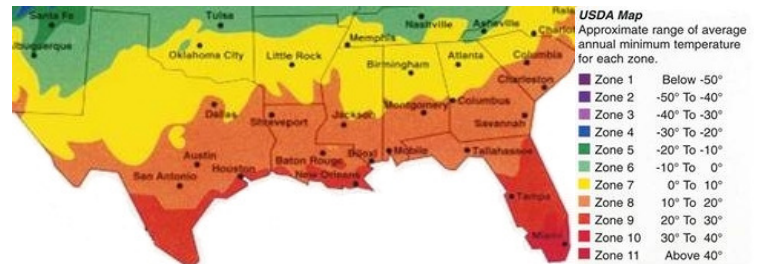 Santa Fe
Tulsa
Nashville
Asheville
Albuquerque
Oklahoma City
Little Rock
Memphis
Birmingham
Atlanta
Columbia
Charleston
Dallas
Shreveport
Jackson
Montgomery
Columbus
Savannah
Austin
San Antonio
Houston
Baton Rouge
New Orleans
Biloxi
Mobile
Tallahassee
Tampa
Miami
USDA Map
Approximate range of average
annual minimum temperature
for each zone.
Zone 1 Below -50°
Zone 2 -50° To -40°
Zone 3 -40° To -30°
Zone 4 -30° To -20°
Zone 5 -20° To -10°
Zone 6 -10° To 0°
Zone 7 0° To 10°
Zone 8 10° To 20°
Zone 9 20° To 30°
Zone 10 30° To 40°
Zone 11 Above 40°